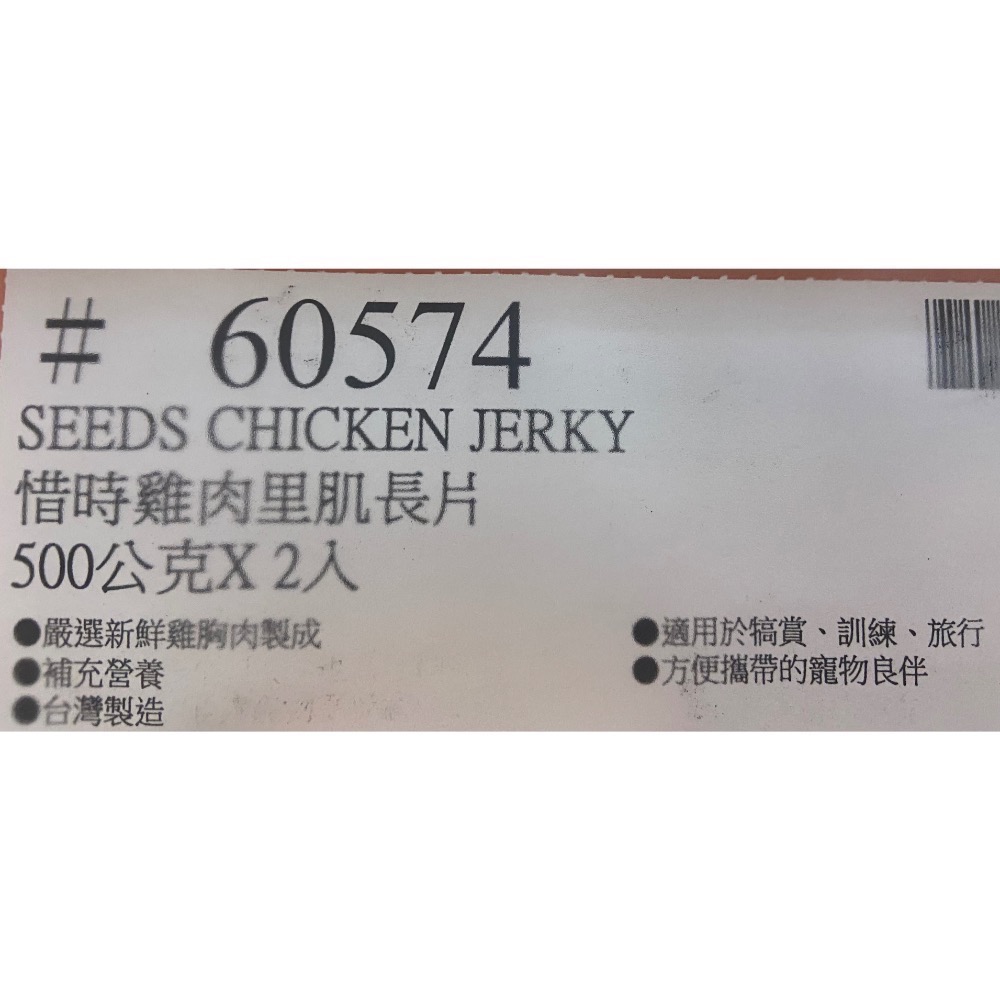 # 60574
SEEDS CHICKEN JERKY
惜時雞肉里肌長片
500公克X 2入
●嚴選新鮮雞胸肉製成
●補充營養
●台灣製造
●適用於犒賞、訓練、旅行
●方便攜帶的寵物良伴